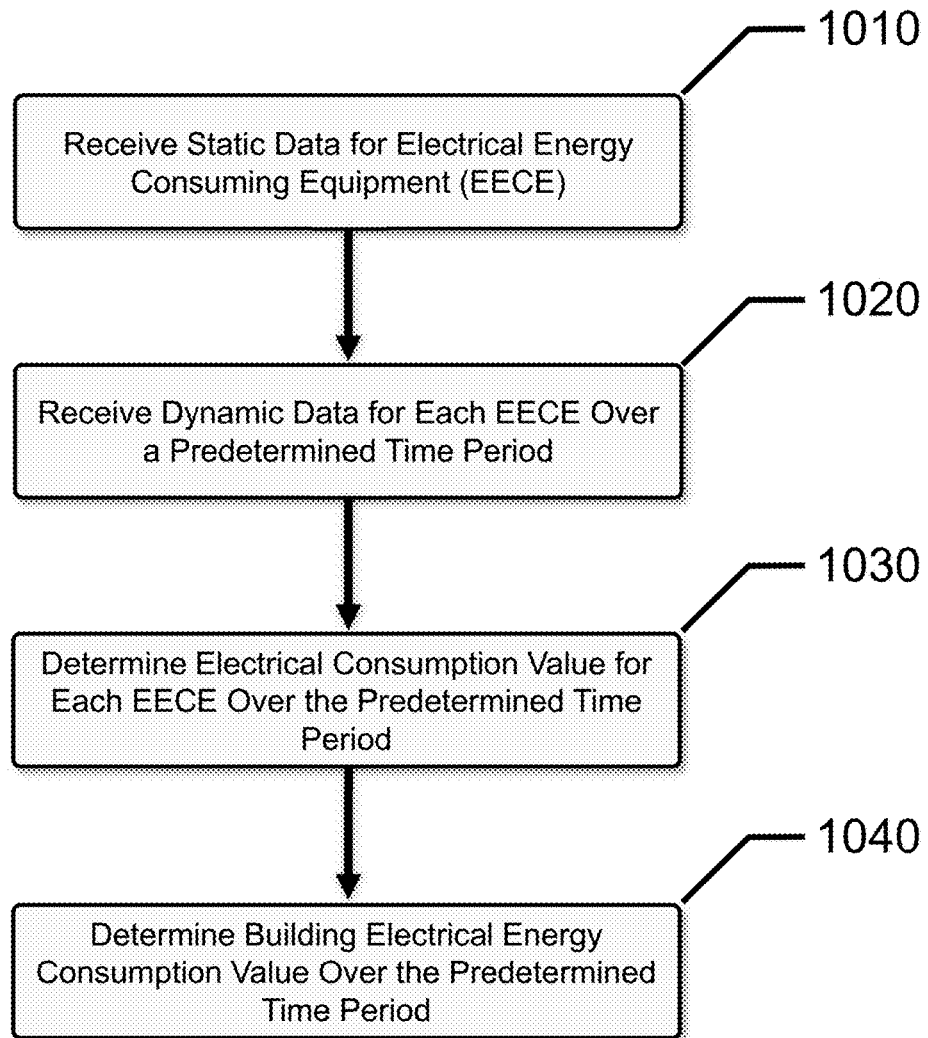 1010
Receive Static Data for Electrical Energy
Consuming Equipment (EECE)
1020
Receive Dynamic Data for Each EECE Over
a Predetermined Time Period
1030
Determine Electrical Consumption Value for
Each EECE Over the Predetermined Time
Period
1040
Determine Building Electrical Energy
Consumption Value Over the Predetermined
Time Period